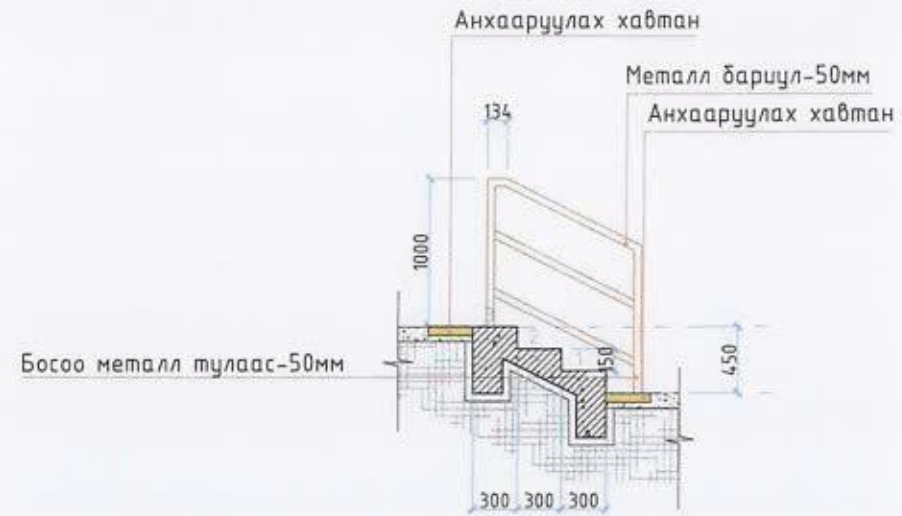 Анхааруулах хавтан
Металл бариул-50мм
134
Анхааруулах хавтан
1000
150
450
Босоо металл тулаас-50мм
300 300 300